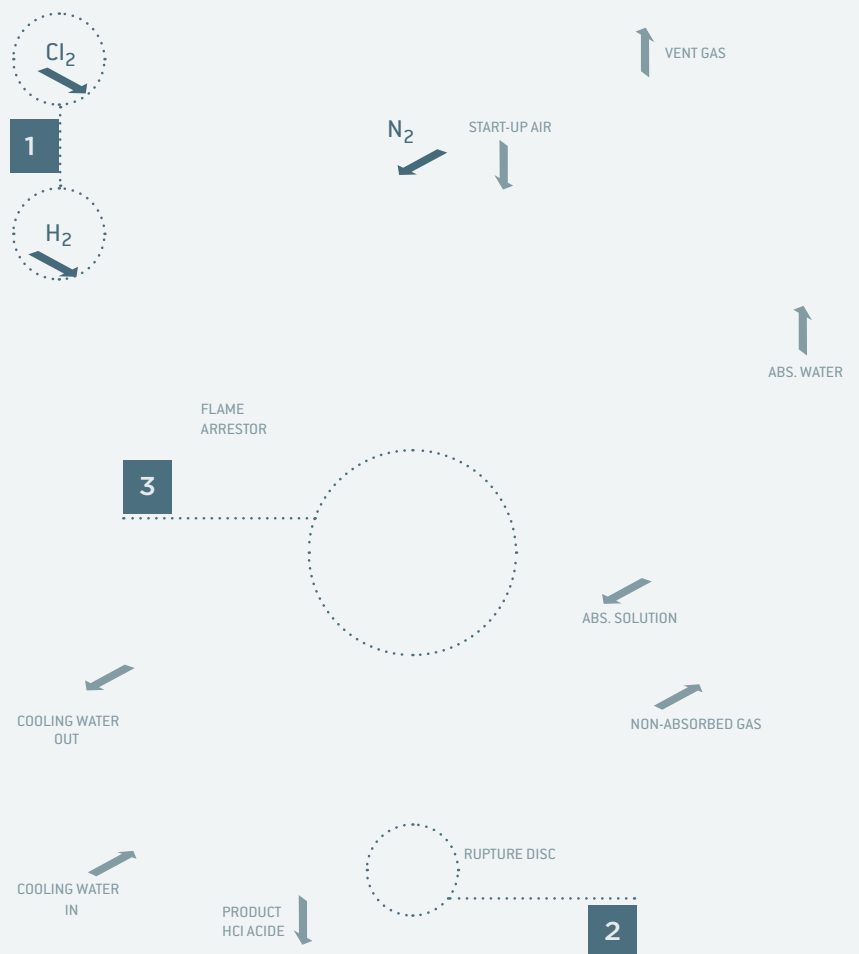 Cl2
VENT GAS
1
N2
START-UP AIR
H2
ABS. WATER
FLAME
ARRESTOR
3
ABS. SOLUTION
COOLING WATER
OUT
NON-ABSORBED GAS
RUPTURE DISC
COOLING WATER
IN
PRODUCT
HCl ACIDE
2